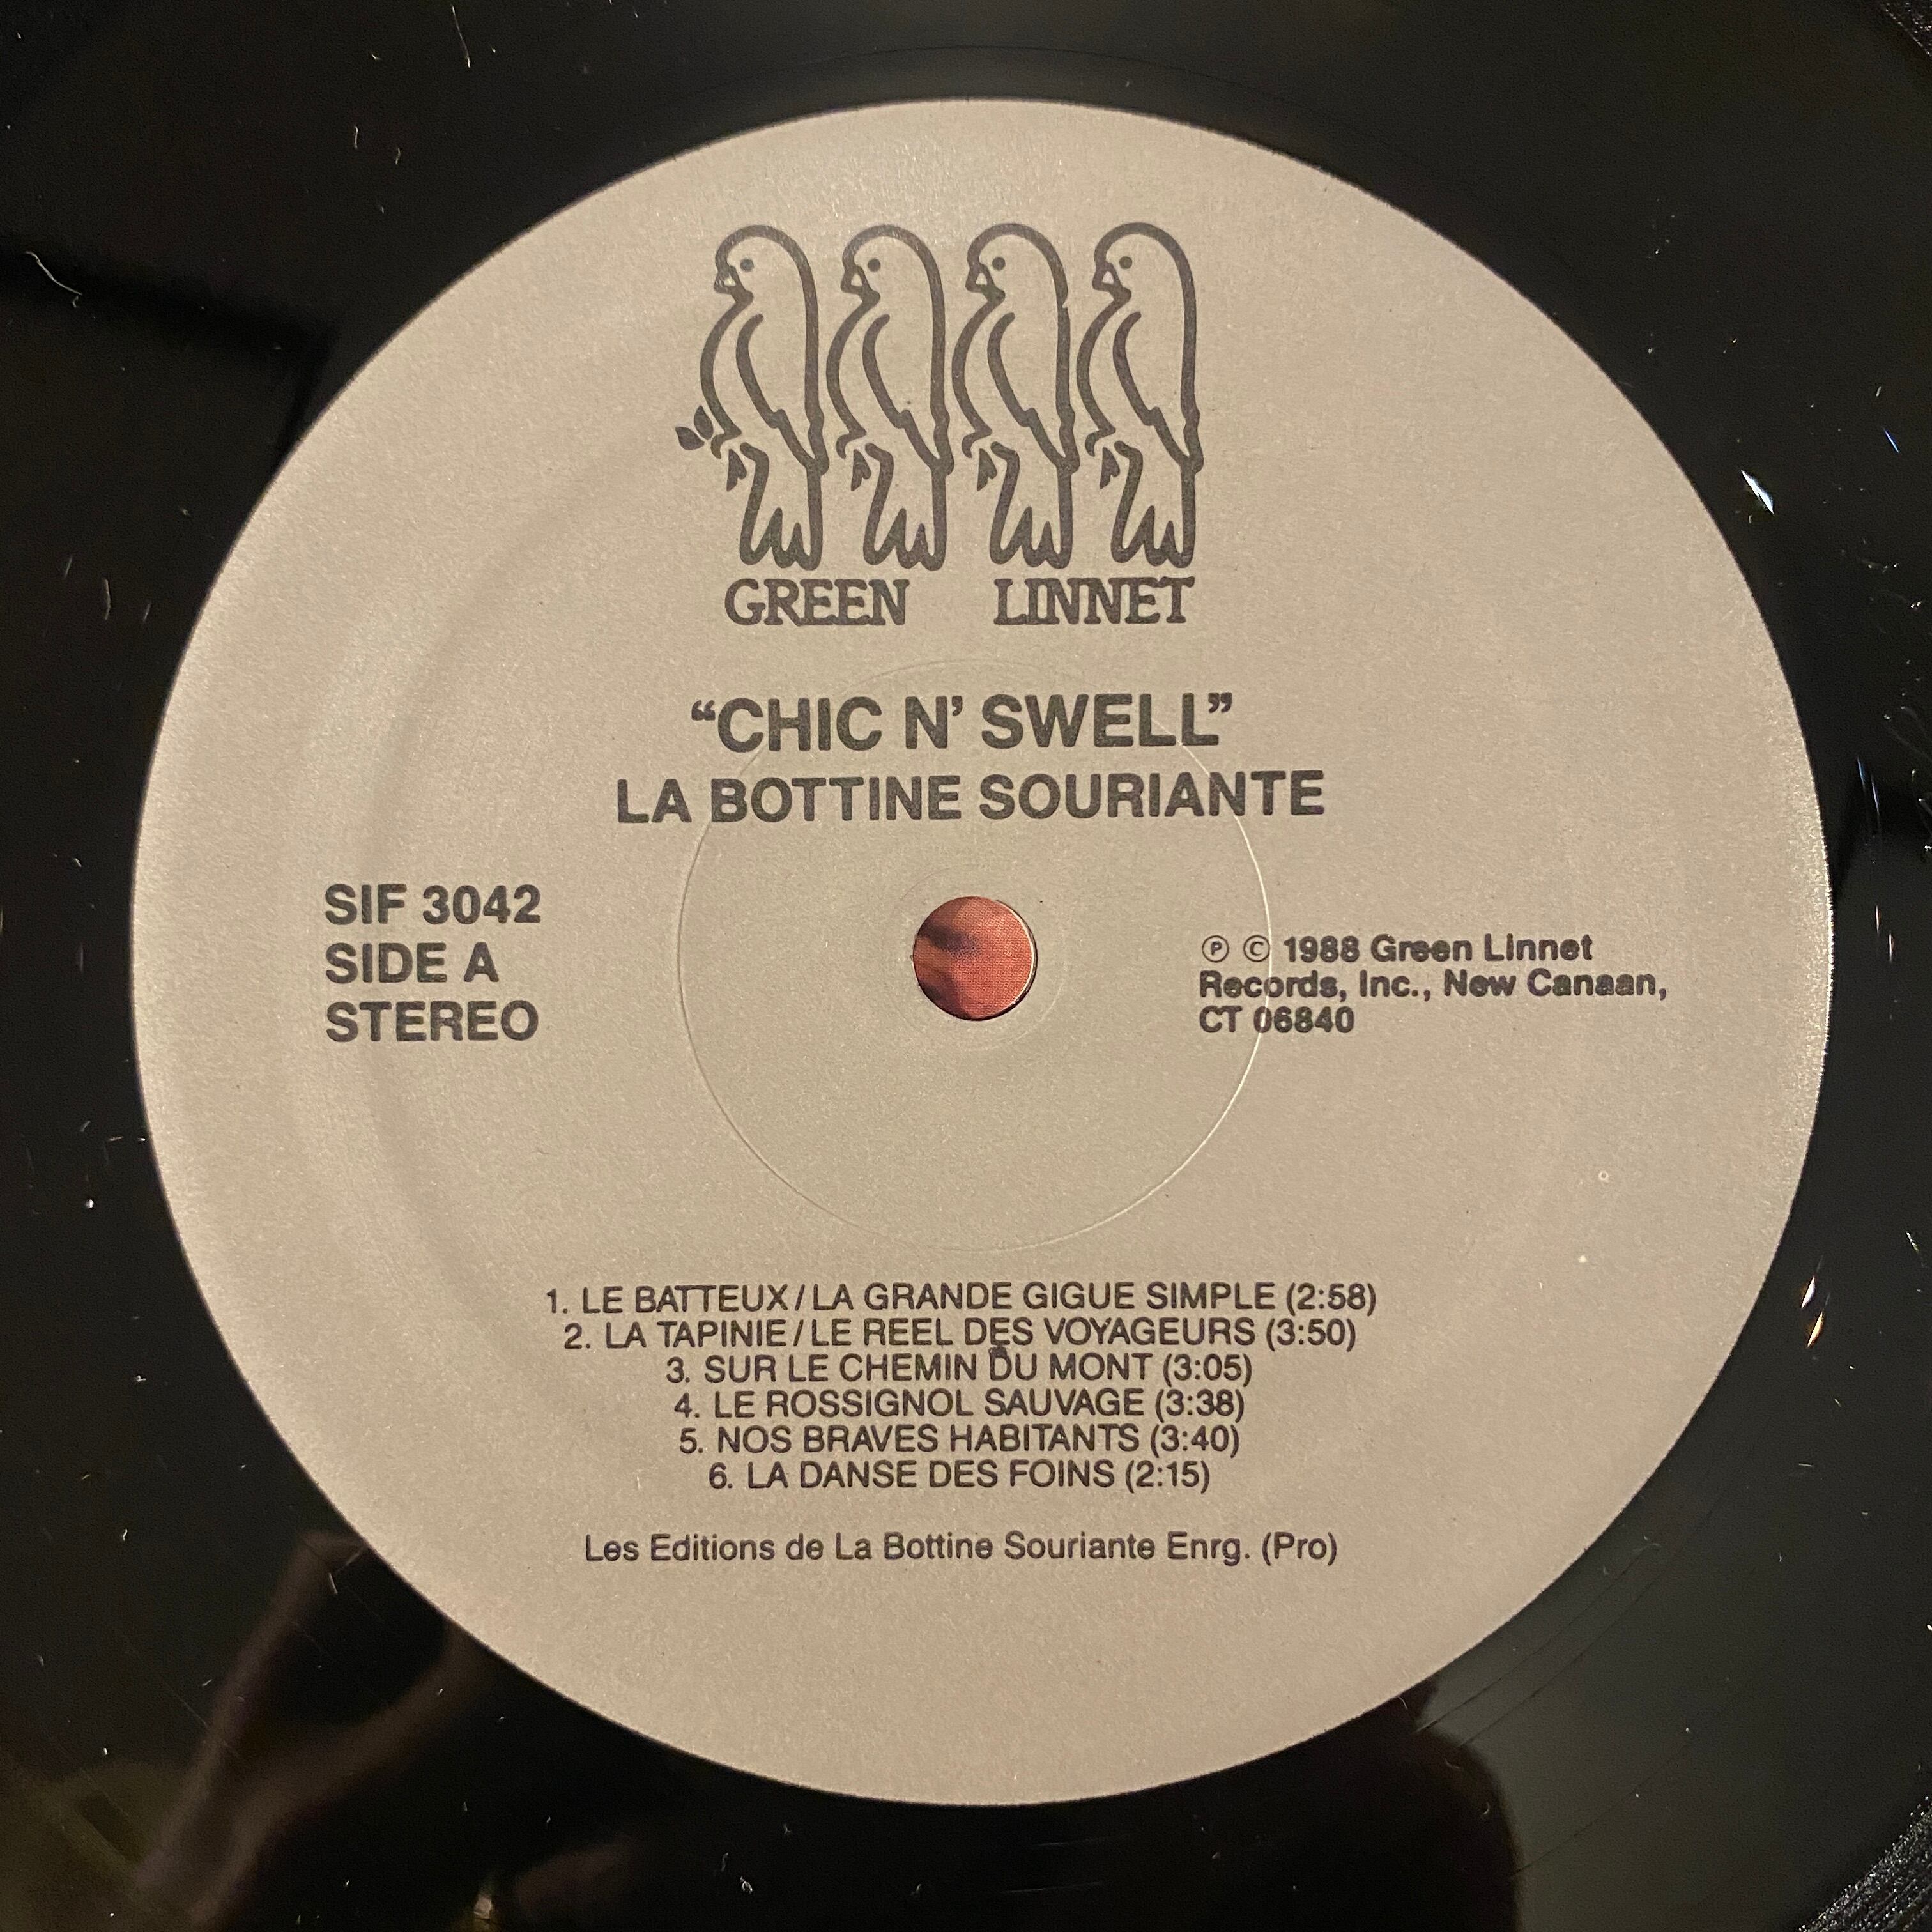 GREEN LINNET
“CHIC N’ SWELL”
LA BOTTINE SOURIANTE
SIF 3042
SIDE A
STEREO
℗ © 1988 Green Linnet
Records, Inc., New Canaan,
CT 06840
1. LE BATTEUX/LA GRANDE GIGUE SIMPLE (2:58)
2. LA TAPINIE/LE REEL DES VOYAGEURS (3:50)
3. SUR LE CHEMIN DU MONT (3:05)
4. LE ROSSIGNOL SAUVAGE (3:38)
5. NOS BRAVES HABITANTS (3:40)
6. LA DANSE DES FOINS (2:15)
Les Editions de La Bottine Souriante Enrg. (Pro)